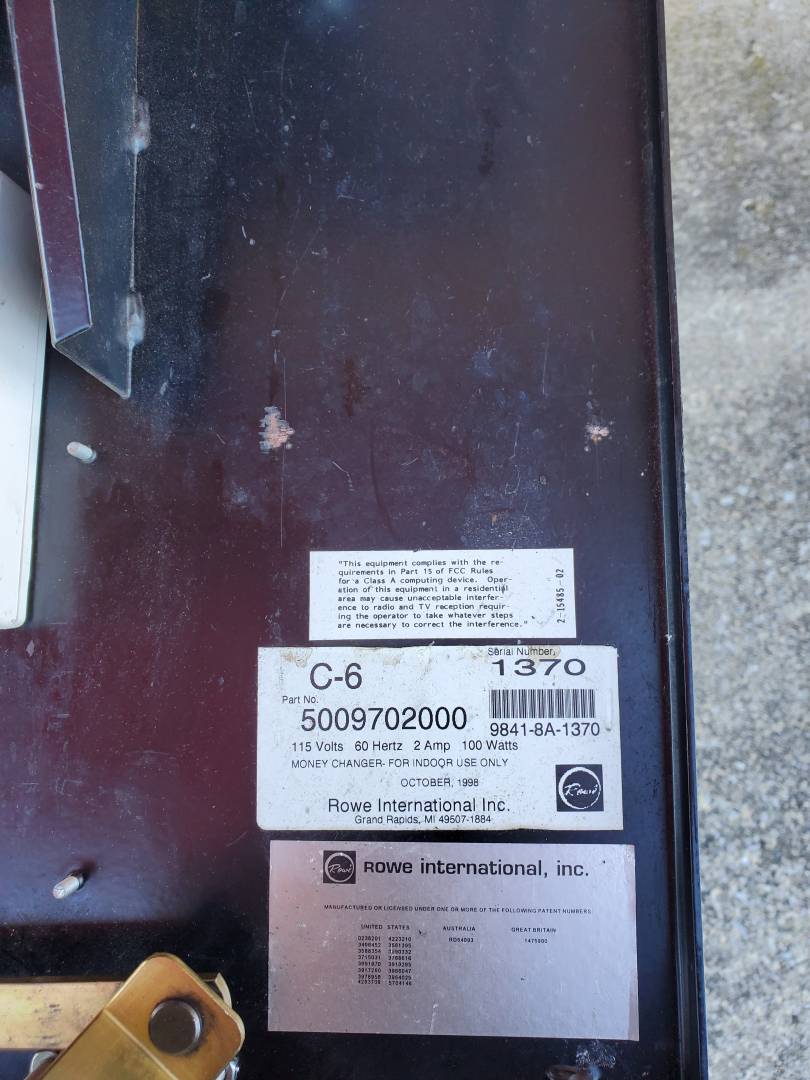 "This equipment complies with the re-
quirements in Part 15 of FCC Rules
for a Class A computing device. Oper-
ation of this equipment in a residential
area may cause unacceptable interfer-
ence to radio and TV reception requir-
ing the operator to take whatever steps
are necessary to correct the interference."
2-15485-02
C-6
Serial Number.
1370
Part No.
5009702000
9841-8A-1370
115 Volts 60 Hertz 2 Amp 100 Watts
MONEY CHANGER- FOR INDOOR USE ONLY
OCTOBER, 1998
Rowe
Rowe International Inc.
Grand Rapids, MI 49507-1884
Rowe
Rowe international, inc.
MANUFACTURED OR LICENSED UNDER ONE OR MORE OF THE FOLLOWING PATENT NUMBERS
UNITED STATES AUSTRALIA GREAT BRITAIN
4223210 1475000